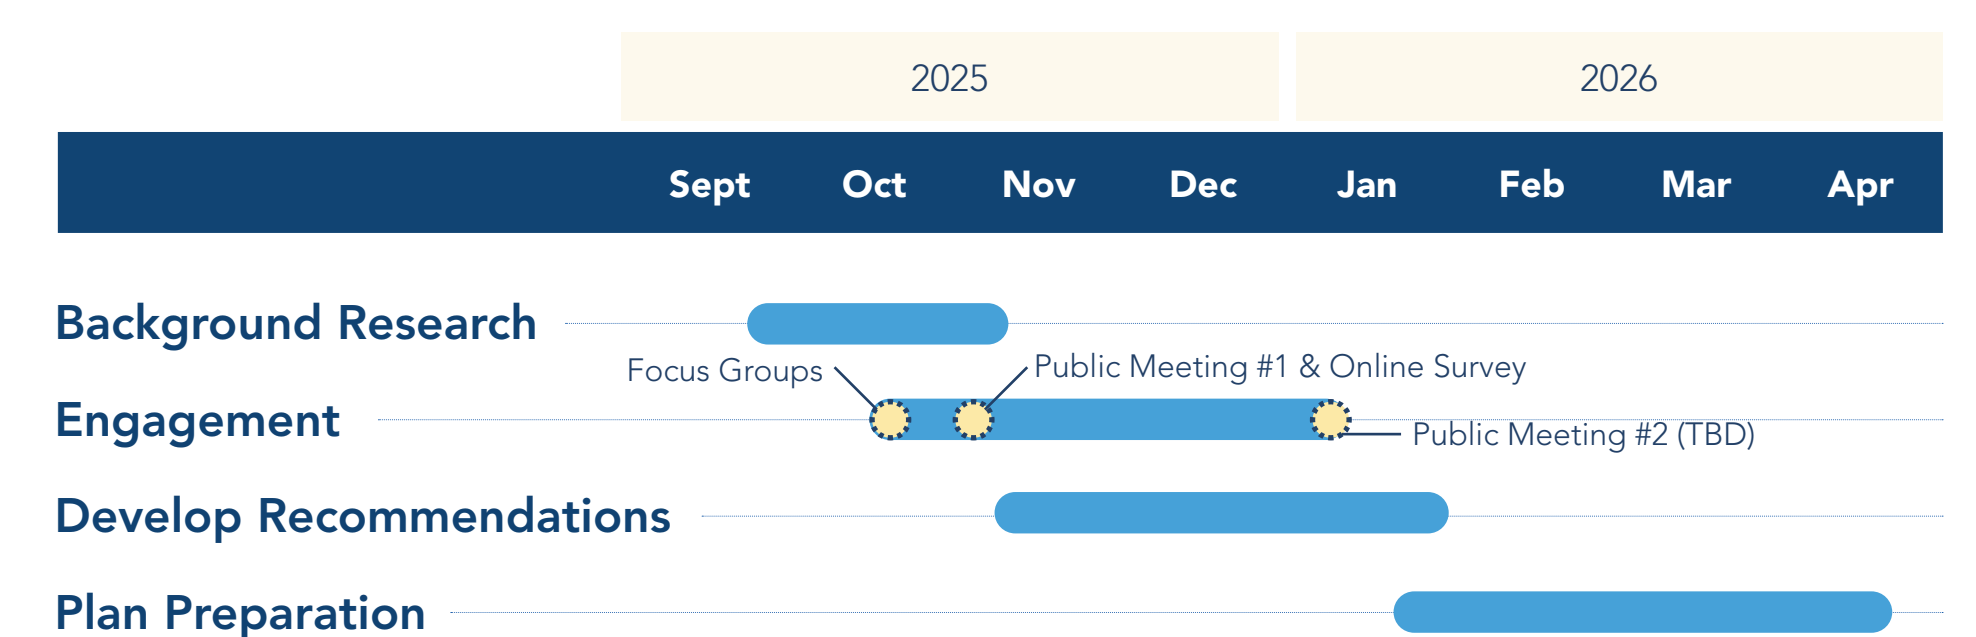 2025 2026
Sept Oct Nov Dec Jan Feb Mar Apr
Background Research
Focus Groups
Public Meeting #1 & Online Survey
Engagement
Public Meeting #2 (TBD)
Develop Recommendations
Plan Preparation